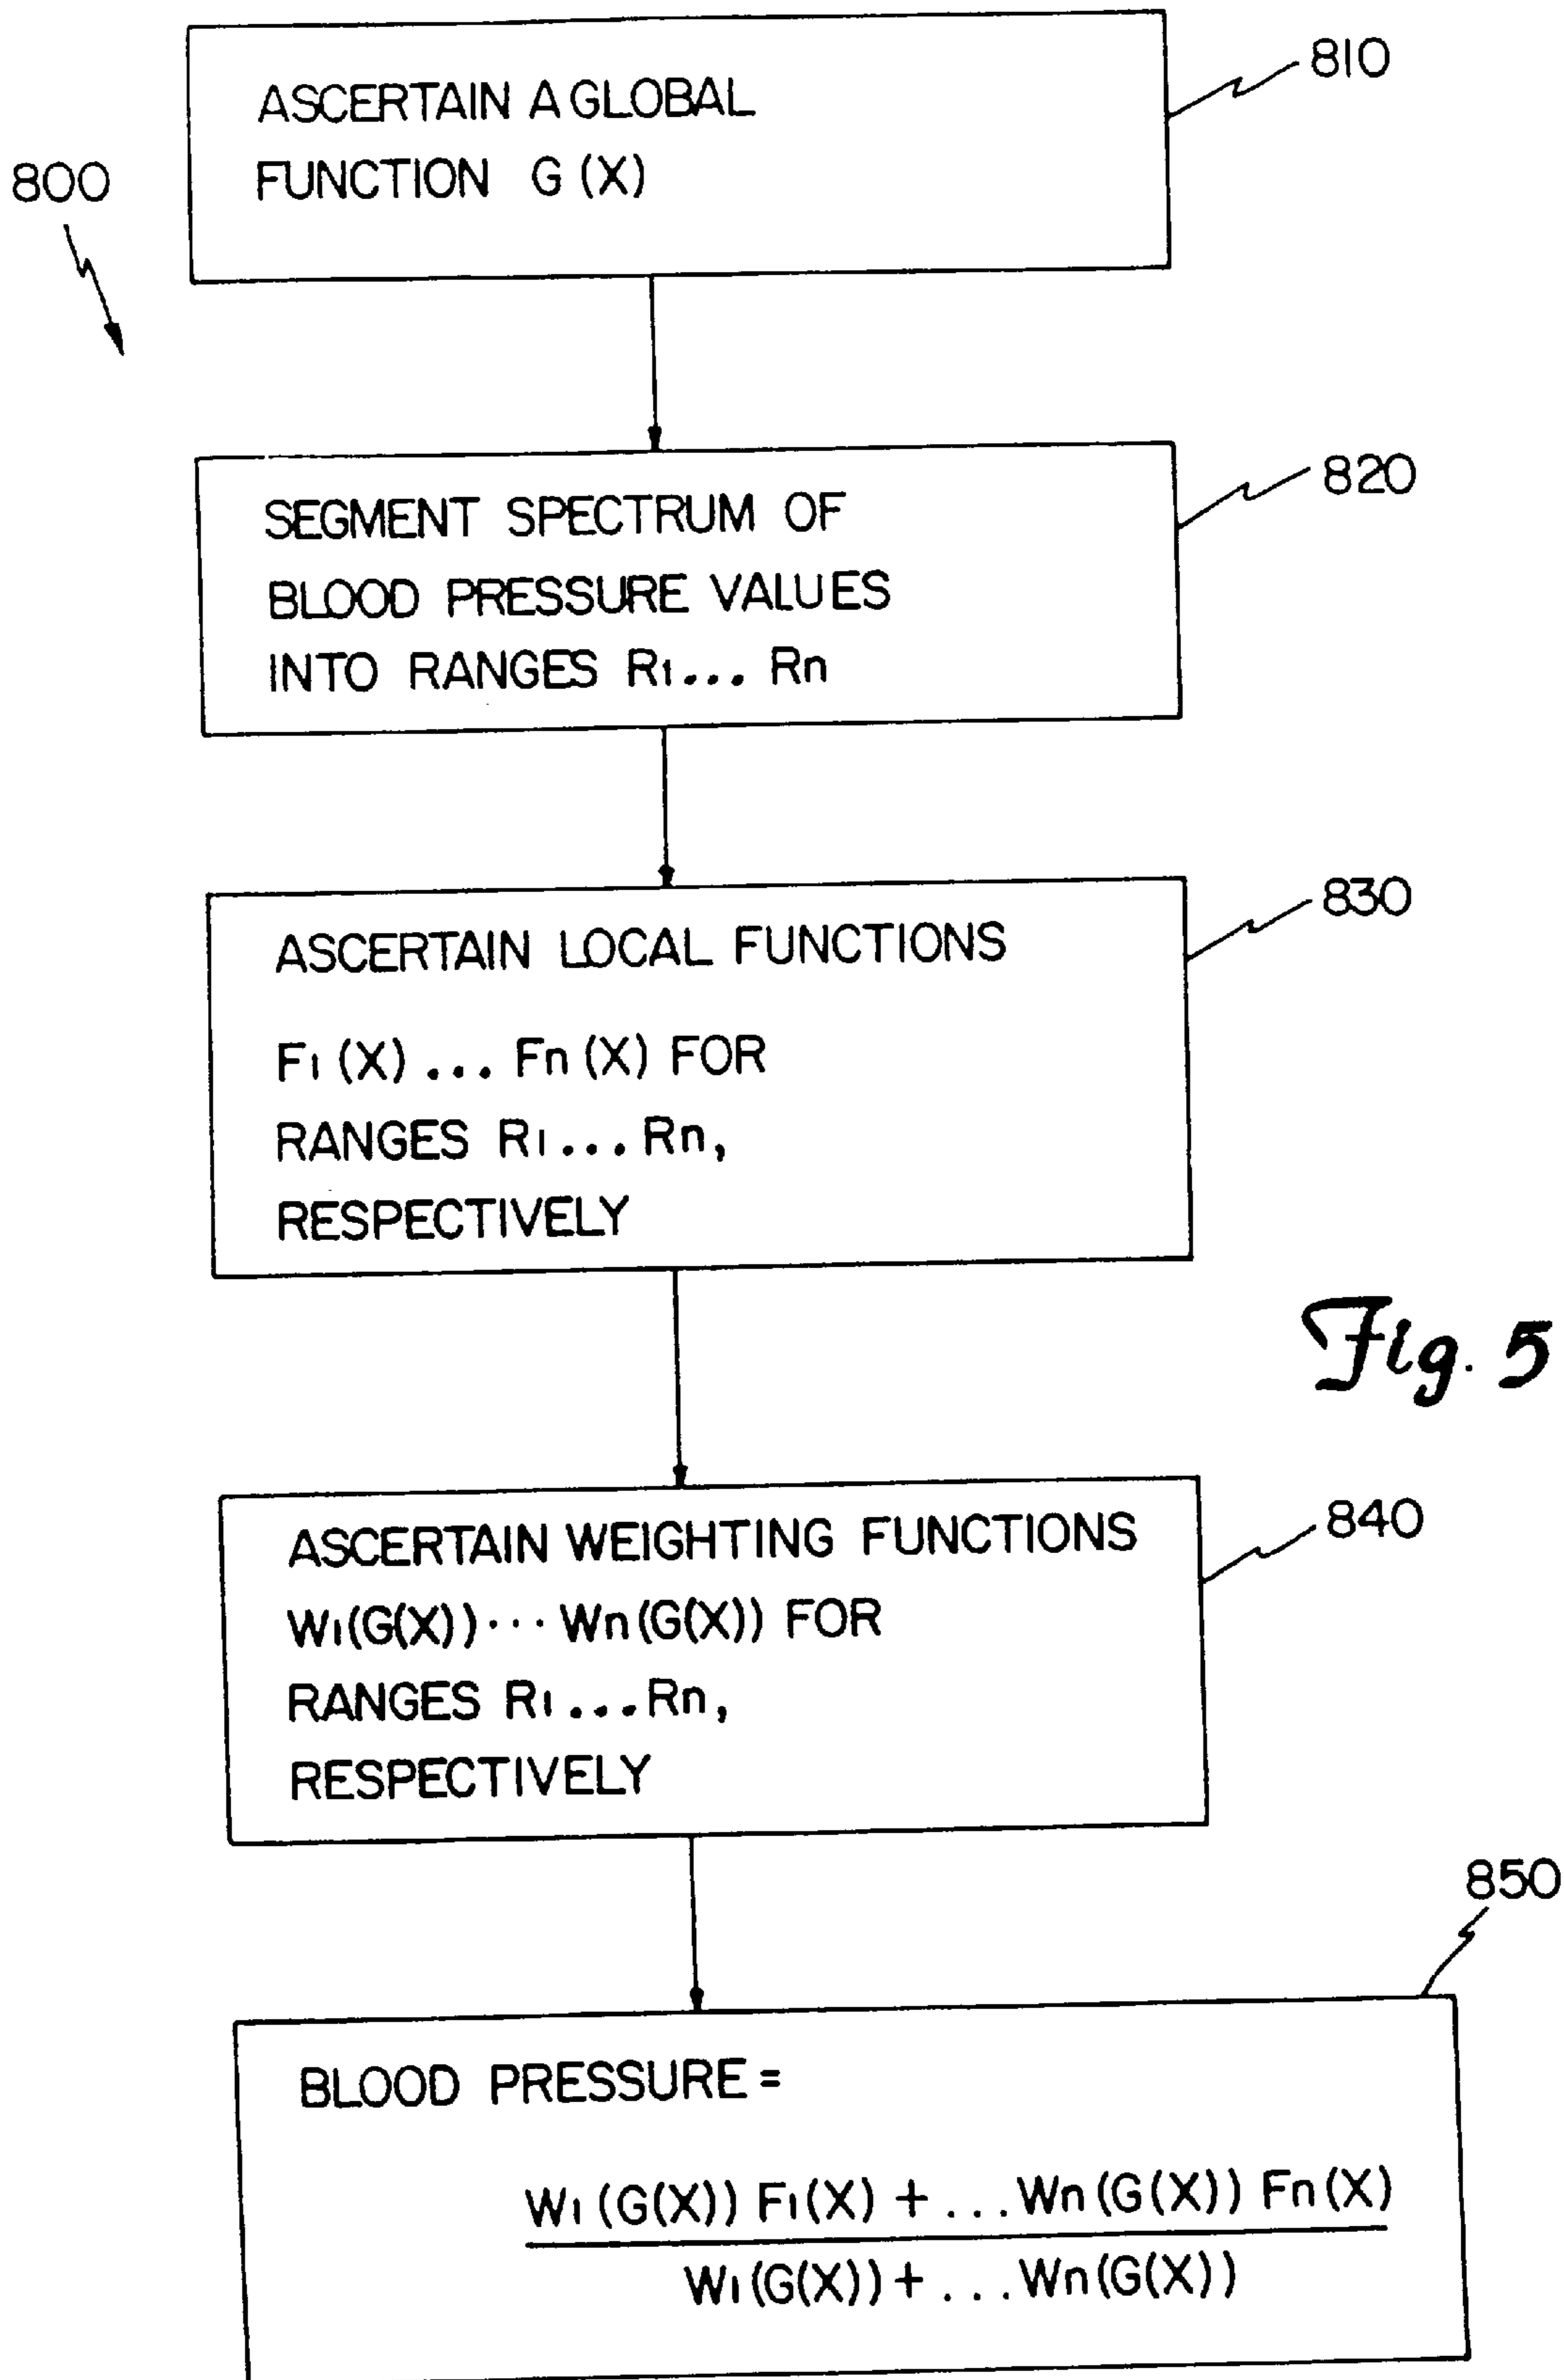 810
ASCERTAIN A GLOBAL
FUNCTION G (X)
800
820
SEGMENT SPECTRUM OF
BLOOD PRESSURE VALUES
INTO RANGES R1... Rn
830
ASCERTAIN LOCAL FUNCTIONS
F1 (X) ... Fn (X) FOR
RANGES R1...Rn,
RESPECTIVELY
Fig. 5
840
ASCERTAIN WEIGHTING FUNCTIONS
W1(G(X))... Wn(G(X)) FOR
RANGES R1...Rn,
RESPECTIVELY
850
BLOOD PRESSURE =
W1(G(X)) F1(X) + ...Wn(G(X)) Fn(X)
W1(G(X)) + ...Wn(G(X))